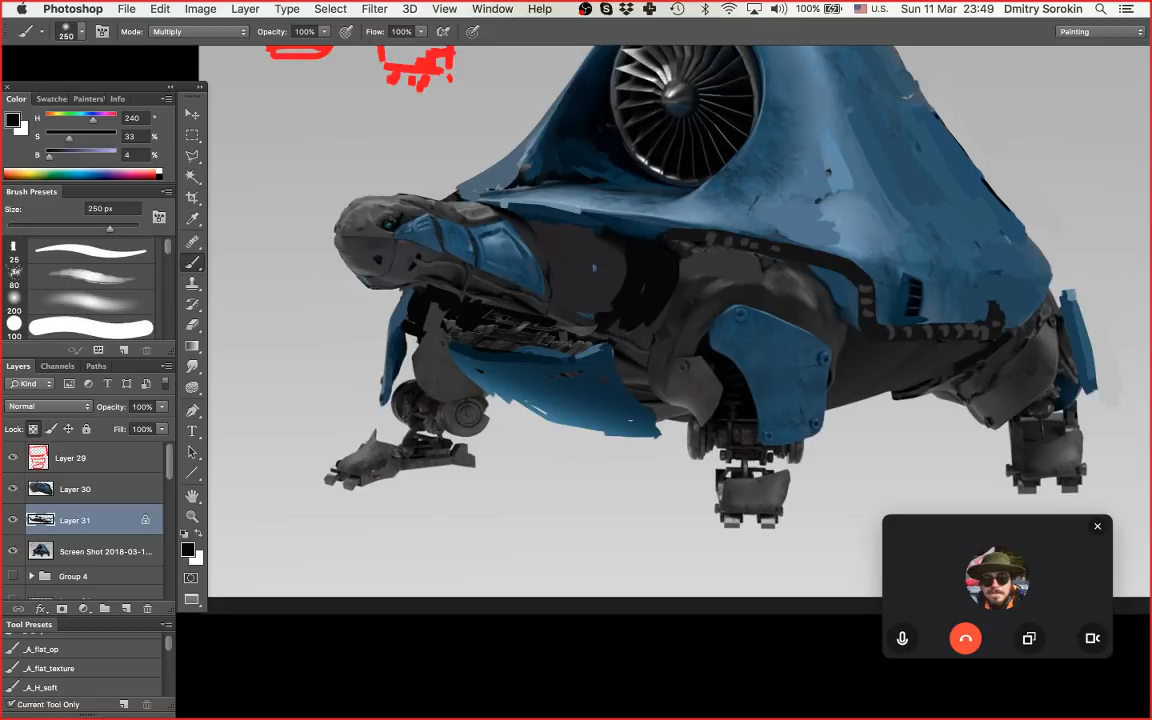 Photoshop File Edit Image Layer Type Select Filter 3D View Window Help 100% U.S. Sun 11 Mar 23:49 Dmitry Sorokin
250 Mode: Multiply Opacity: 100% Flow: 100% Painting
Color Swatche Painters' Info
H 240 °
S 33 %
B 4 %
Brush Presets
Size: 250 px
25
80
200
100
Layers Channels Paths
Kind
Normal Opacity: 100%
Lock: Fill: 100%
Layer 29
Layer 30
Layer 31
Screen Shot 2018-03-1...
Group 4
Tool Presets
_A_flat_op
_A_flat_texture
_A_H_soft
Current Tool Only